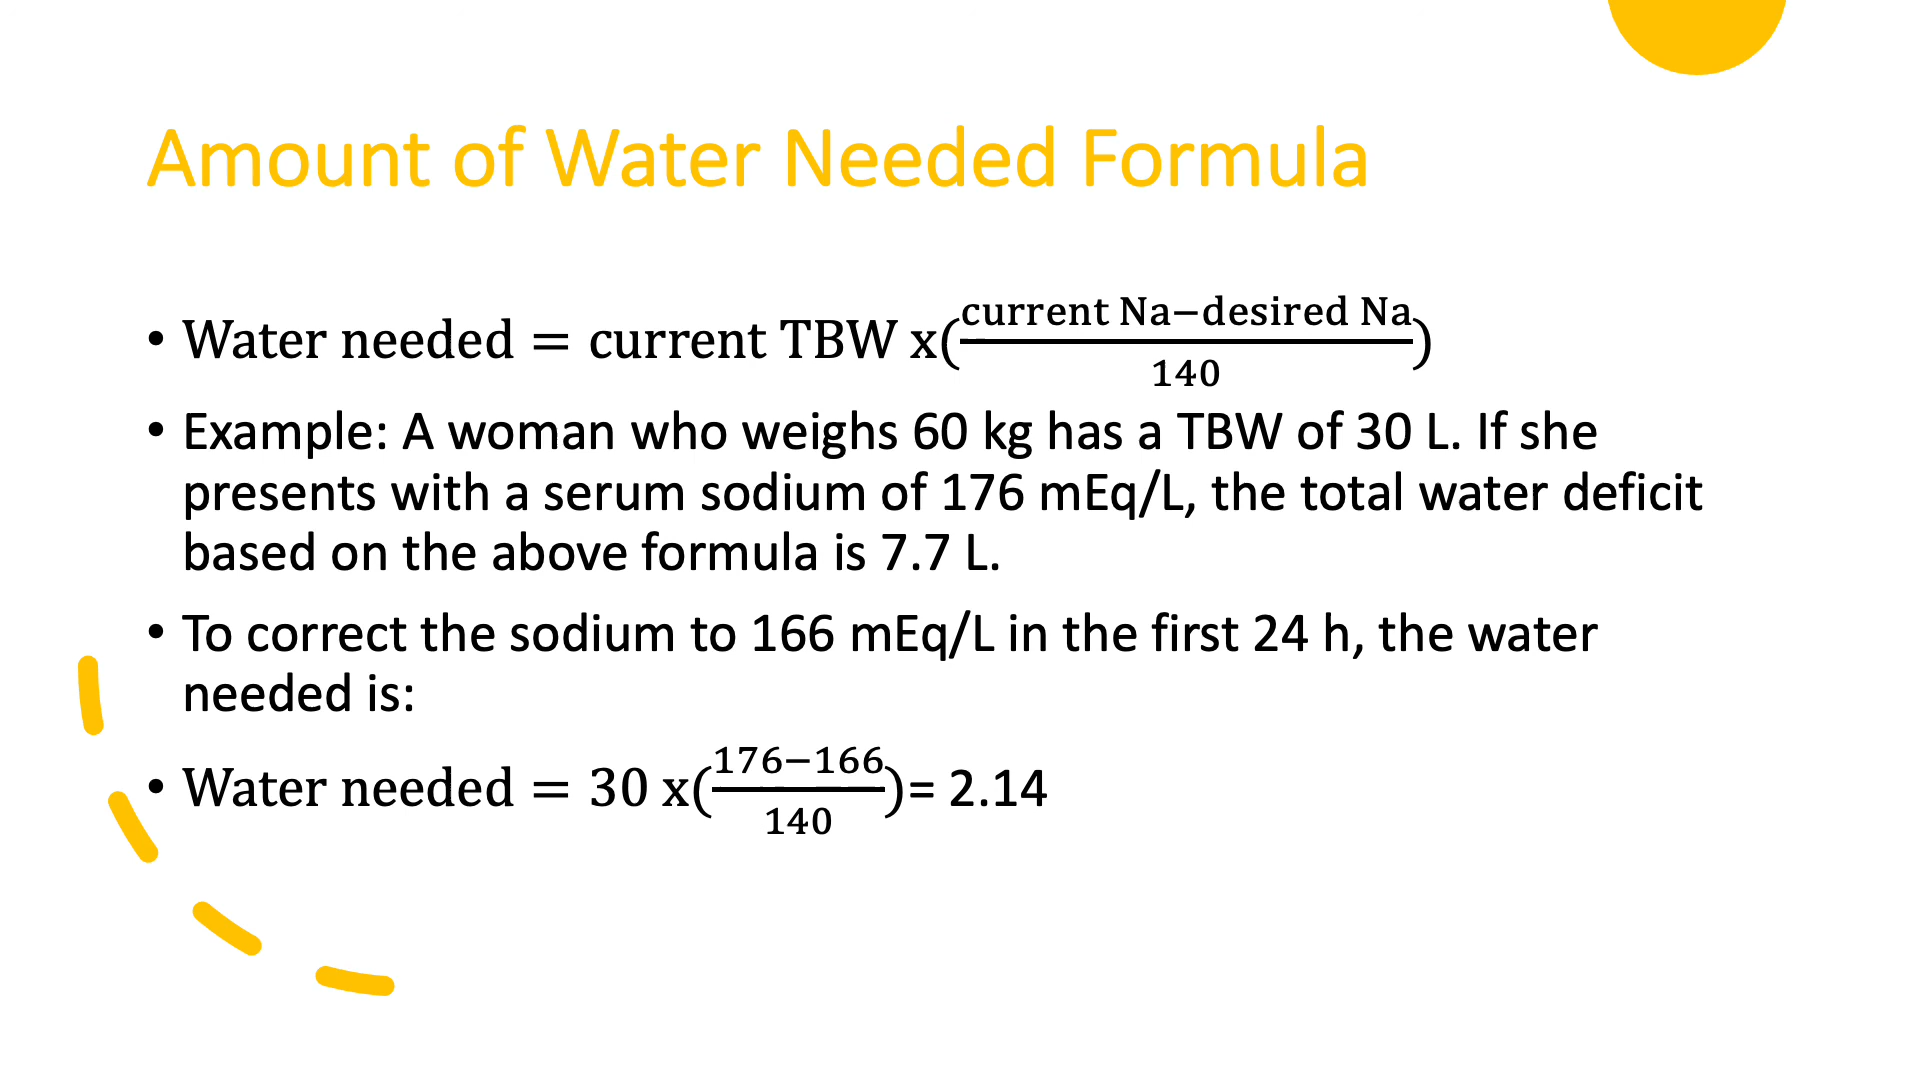 Amount of Water Needed Formula
• Water needed = current TBW x(current Na−desired Na/140)
• Example: A woman who weighs 60 kg has a TBW of 30 L. If she
presents with a serum sodium of 176 mEq/L, the total water deficit
based on the above formula is 7.7 L.
• To correct the sodium to 166 mEq/L in the first 24 h, the water
needed is:
• Water needed = 30 x(176−166/140)= 2.14